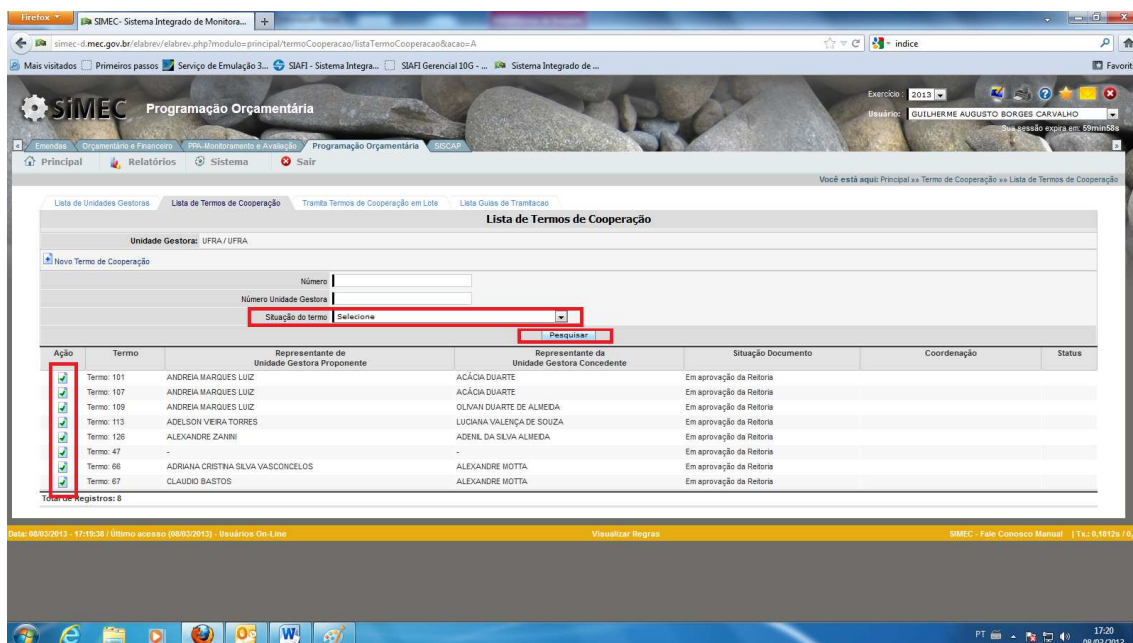 Firefox
SIMEC- Sistema Integrado de Monitora...
simec-d.mec.gov.br/elabrev/elabrev.php?modulo=principal/termoCooperacao/listaTermoCooperacao&acao=A
indice
Mais visitados Primeiros passos Serviço de Emulação 3... SIAFI - Sistema Integra... SIAFI Gerencial 10G - ... Sistema Integrado de ...
Favorit
SiMEC Programação Orçamentária
Exercício: 2013
Usuário: GUILHERME AUGUSTO BORGES CARVALHO
Sua sessão expira em: 59min58s
Emendas Orçamentário e Financeiro PPA-Monitoramento e Avaliação Programação Orçamentária SISCAP
Principal Relatórios Sistema Sair
Você está aqui: Principal »» Termo de Cooperação »» Lista de Termos de Cooperação
Lista de Unidades Gestoras Lista de Termos de Cooperação Tramita Termos de Cooperação em Lote Lista Guias de Tramitacao
Lista de Termos de Cooperação
Unidade Gestora: UFRA / UFRA
Novo Termo de Cooperação
Número
Número Unidade Gestora
Situação do termo Selecione
Pesquisar
Ação Termo Representante de Unidade Gestora Proponente Representante da Unidade Gestora Concedente Situação Documento Coordenação Status
Termo: 101 ANDREIA MARQUES LUIZ ACÁCIA DUARTE Em aprovação da Reitoria
Termo: 107 ANDREIA MARQUES LUIZ ACÁCIA DUARTE Em aprovação da Reitoria
Termo: 109 ANDREIA MARQUES LUIZ OLIVAN DUARTE DE ALMEIDA Em aprovação da Reitoria
Termo: 113 ADELSON VIEIRA TORRES LUCIANA VALENÇA DE SOUZA Em aprovação da Reitoria
Termo: 126 ALEXANDRE ZANINI ADENIL DA SILVA ALMEIDA Em aprovação da Reitoria
Termo: 47 - - Em aprovação da Reitoria
Termo: 66 ADRIANA CRISTINA SILVA VASCONCELOS ALEXANDRE MOTTA Em aprovação da Reitoria
Termo: 67 CLAUDIO BASTOS ALEXANDRE MOTTA Em aprovação da Reitoria
Total de Registros: 8
Data: 08/03/2013 - 17:19:38 / Último acesso (08/03/2013) - Usuários On-Line Visualizar Regras SIMEC - Fale Conosco Manual | Tx.: 0,1812s / 0,
PT 17:20
08/03/2013